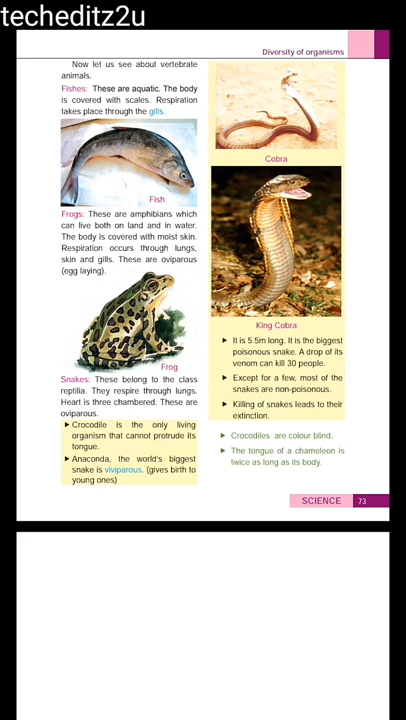 techeditz2u
Diversity of organisms
Now let us see about vertebrate
animals.
Fishes: These are aquatic. The body
is covered with scales. Respiration
takes place through the gills.
Fish
Frogs: These are amphibians which
can live both on land and in water.
The body is covered with moist skin.
Respiration occurs through lungs,
skin and gills. These are oviparous
(egg laying).
Frog
Snakes: These belong to the class
reptilia. They respire through lungs.
Heart is three chambered. These are
oviparous.
▶ Crocodile is the only living
organism that cannot protrude its
tongue.
▶ Anaconda, the world's biggest
snake is viviparous. (gives birth to
young ones)
Cobra
King Cobra
▶ It is 5.5m long. It is the biggest
poisonous snake. A drop of its
venom can kill 30 people.
▶ Except for a few, most of the
snakes are non-poisonous.
▶ Killing of snakes leads to their
extinction.
▶ Crocodiles are colour blind.
▶ The tongue of a chameleon is
twice as long as its body.
SCIENCE 73